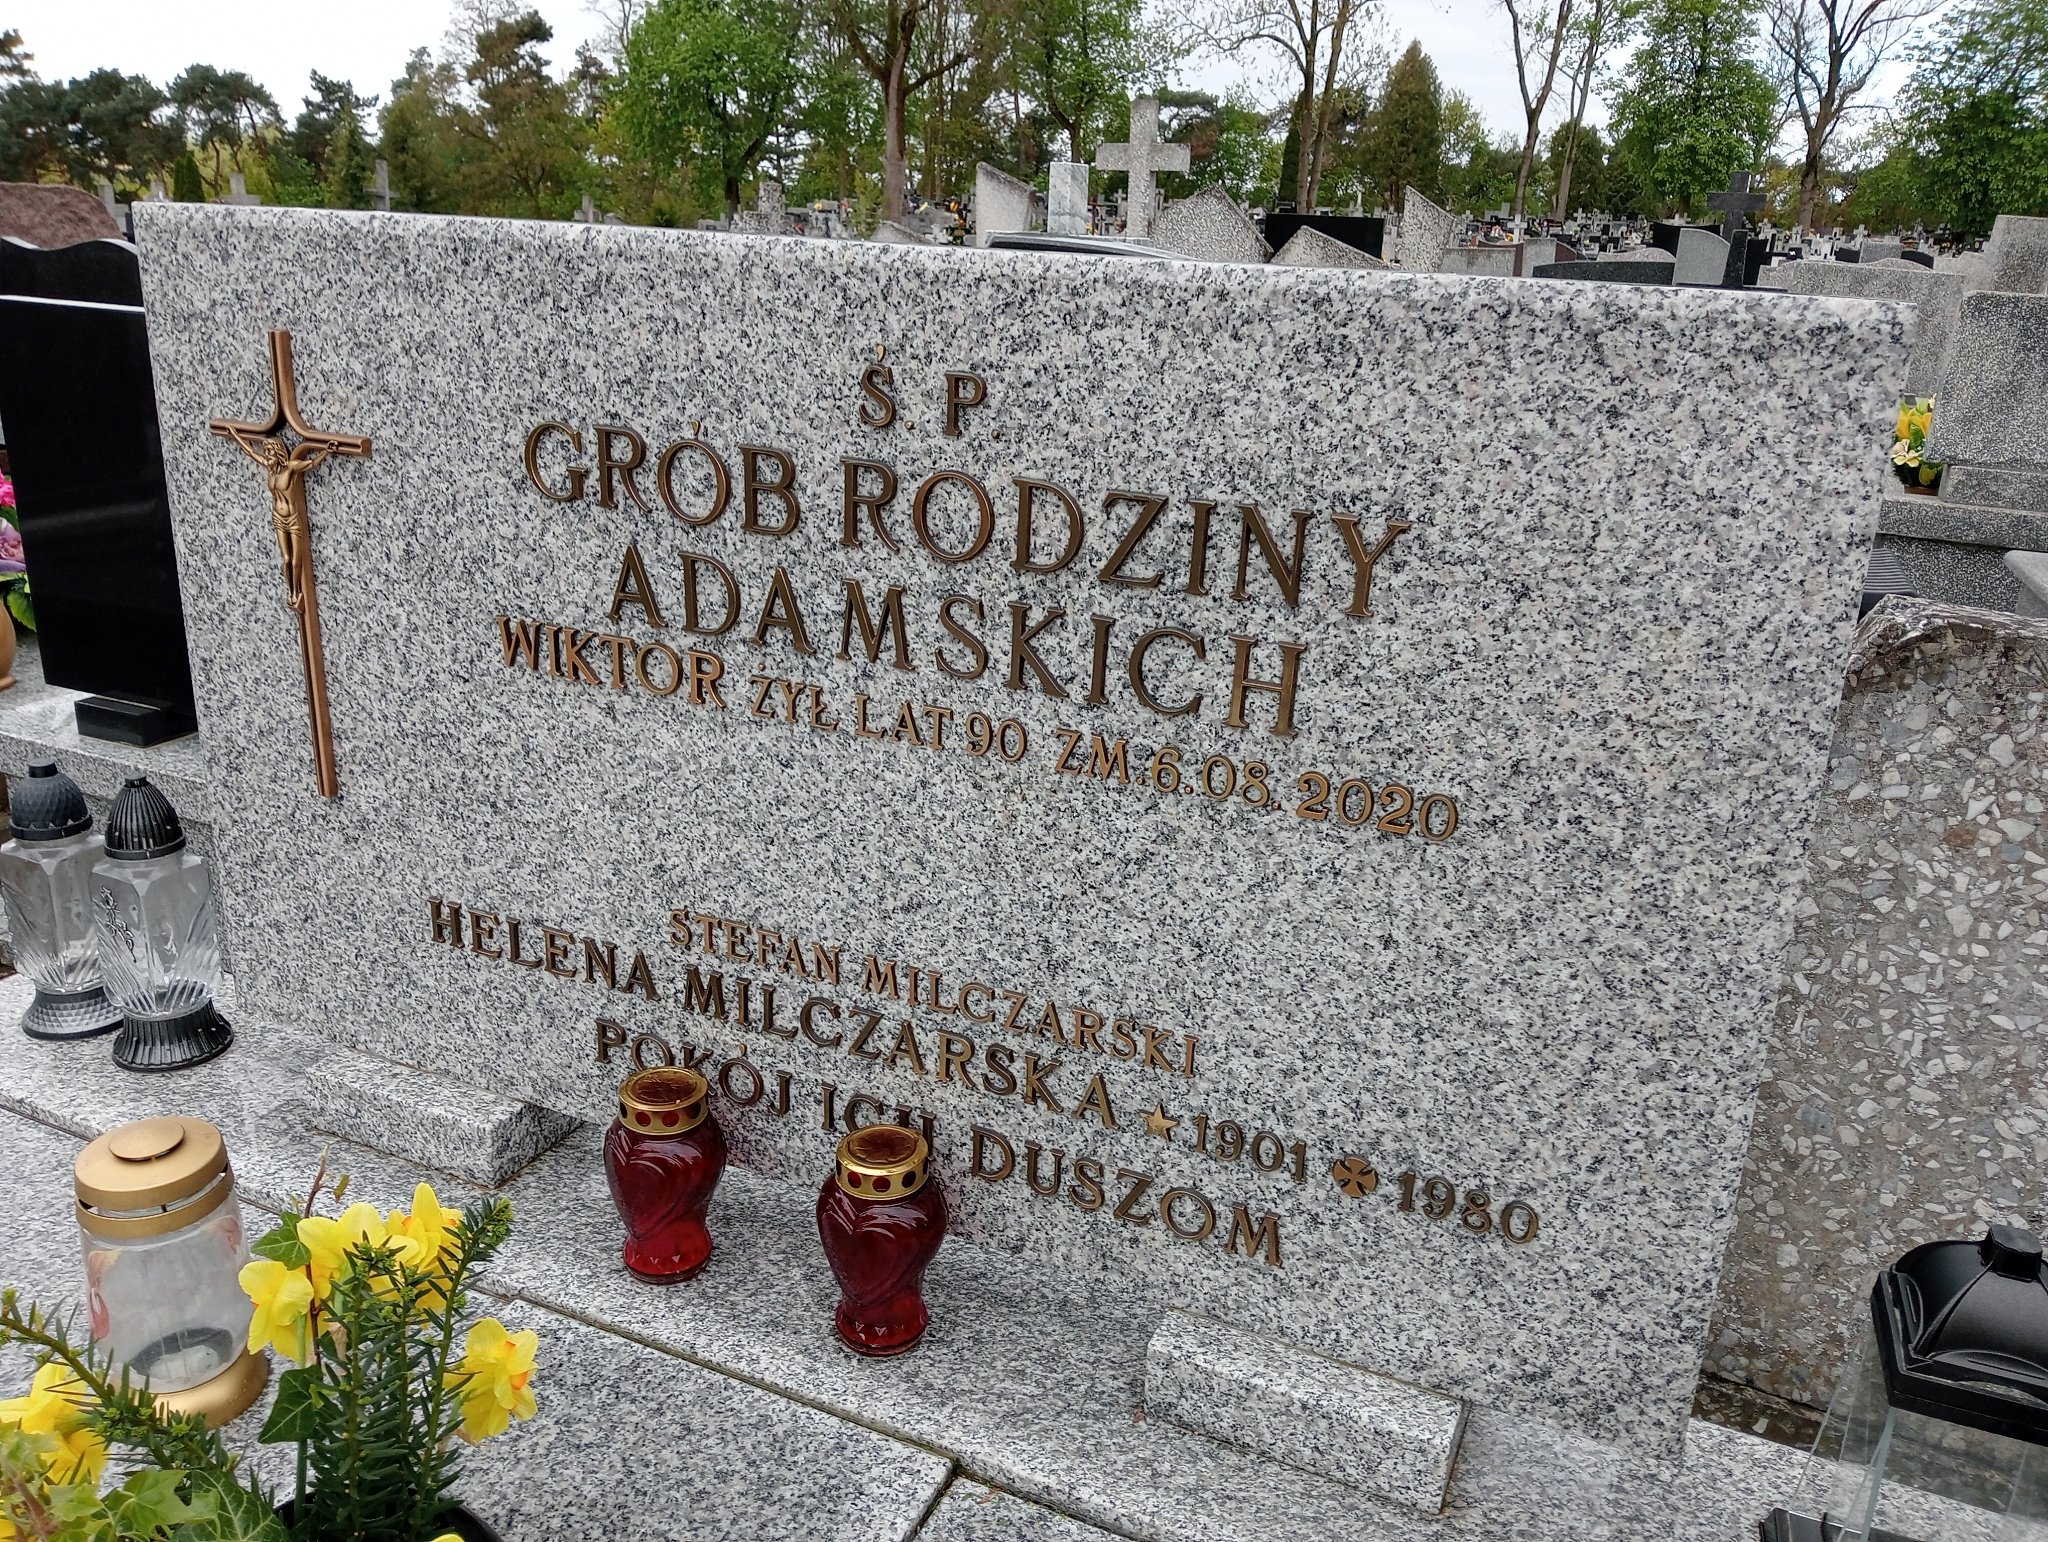 Ś. P.
GRÓB RODZINY
ADAMSKICH
WIKTOR ŻYŁ LAT 90 ZM. 6.08.2020
STEFAN MILCZARSKI
HELENA MILCZARSKA ★ 1901 ✠ 1980
POKÓJ ICH DUSZOM